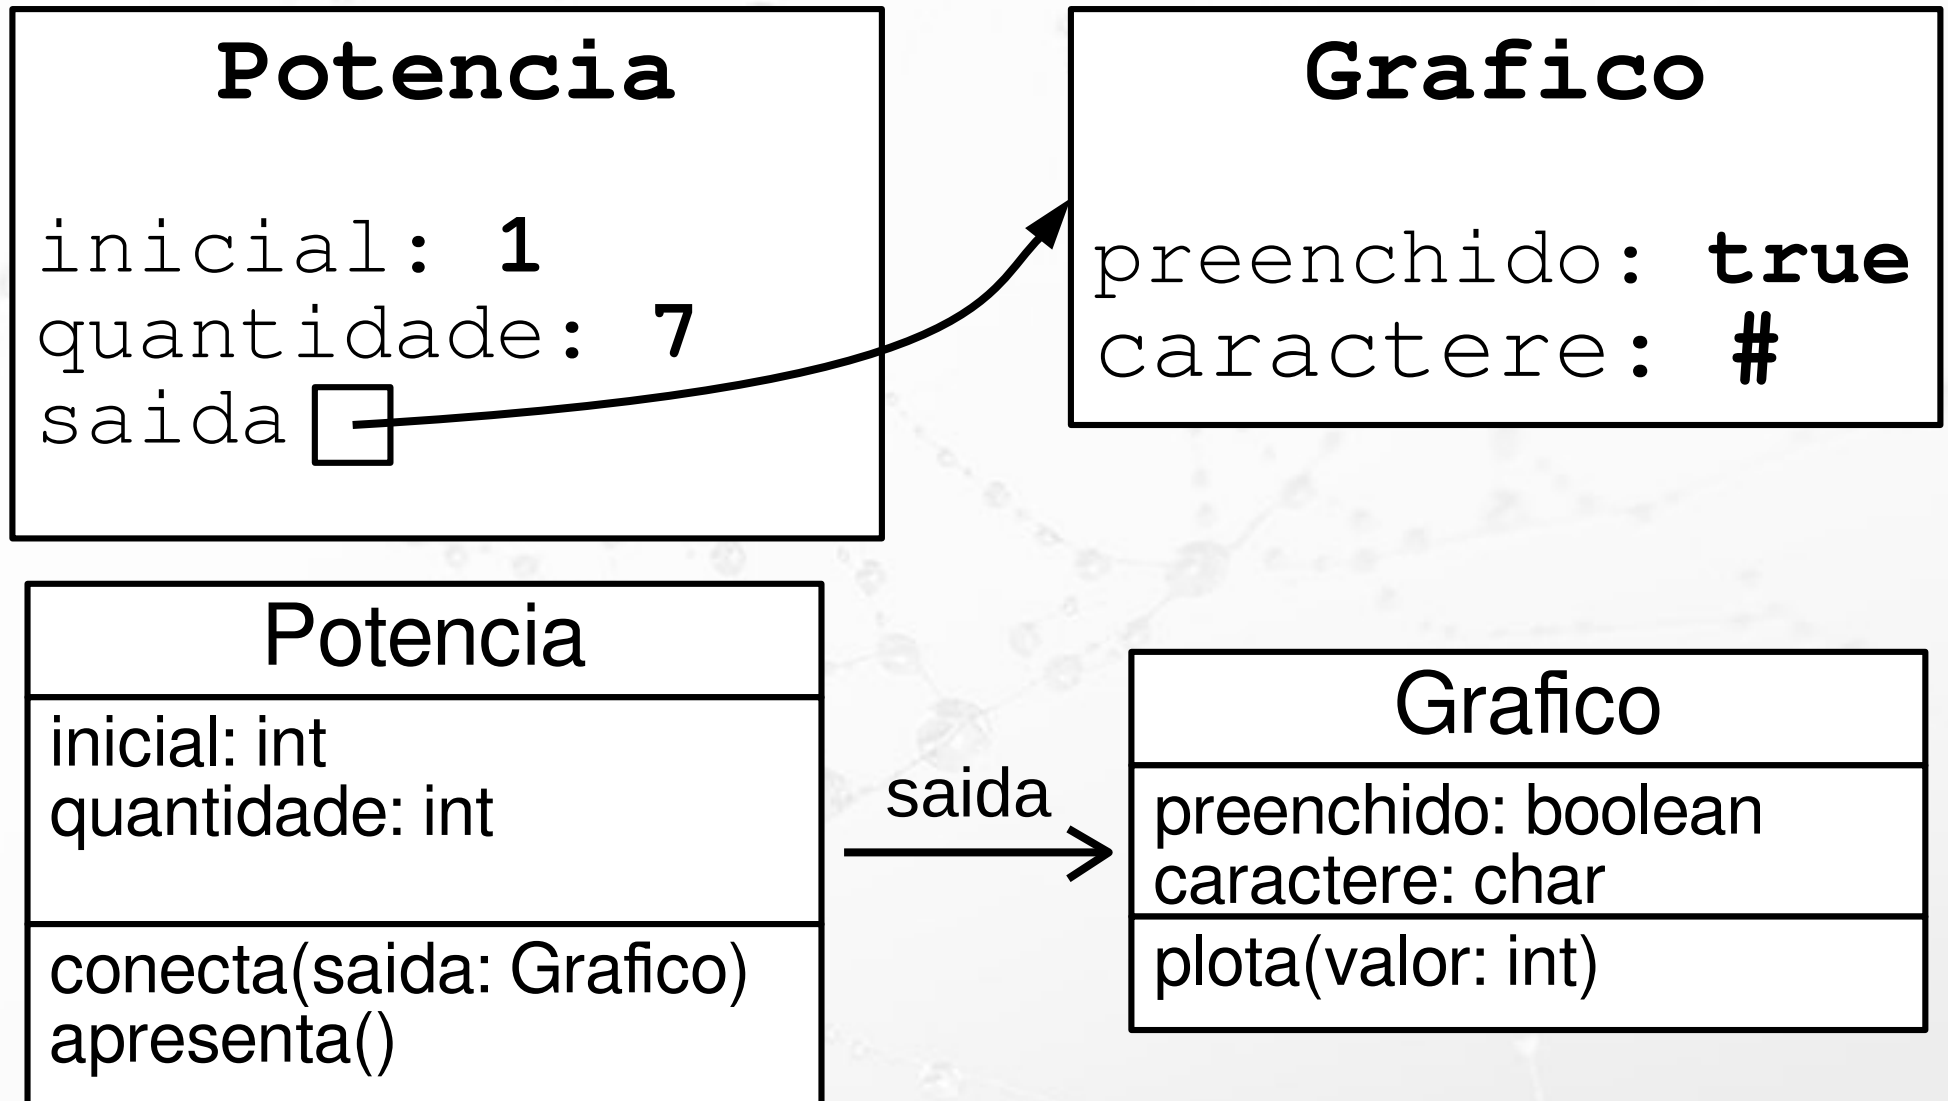 Potencia
inicial: 1
quantidade: 7
saida
Grafico
preenchido: true
caractere: #
Potencia
inicial: int
quantidade: int
conecta(saida: Grafico)
apresenta()
saida
Grafico
preenchido: boolean
caractere: char
plota(valor: int)